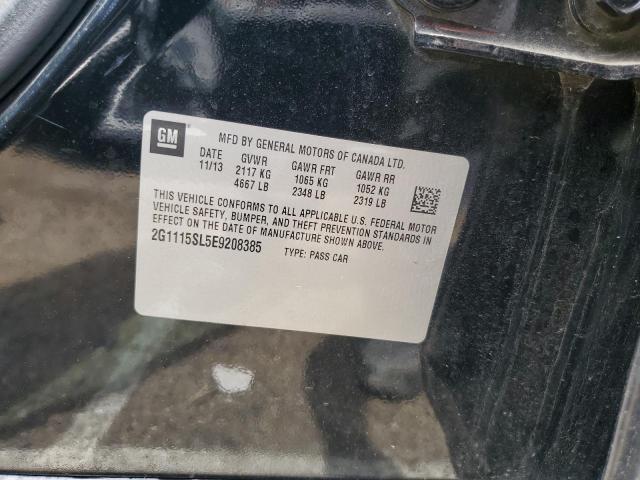 GM
MFD BY GENERAL MOTORS OF CANADA LTD.
DATE GVWR GAWR FRT GAWR RR
11/13 2117 KG 1065 KG 1052 KG
4667 LB 2348 LB 2319 LB
THIS VEHICLE CONFORMS TO ALL APPLICABLE U.S. FEDERAL MOTOR
VEHICLE SAFETY, BUMPER, AND THEFT PREVENTION STANDARDS IN
EFFECT ON THE DATE OF MANUFACTURE SHOWN ABOVE.
2G1115SL5E9208385 TYPE: PASS CAR